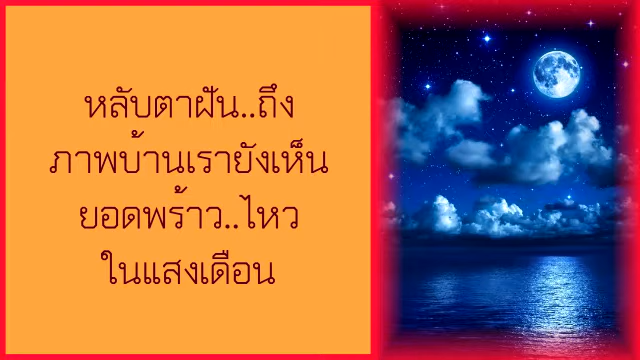 หลับตาฝัน..ถึง
ภาพบ้านเรายังเห็น
ยอดพร้าว..ไหว
ในแสงเดือน